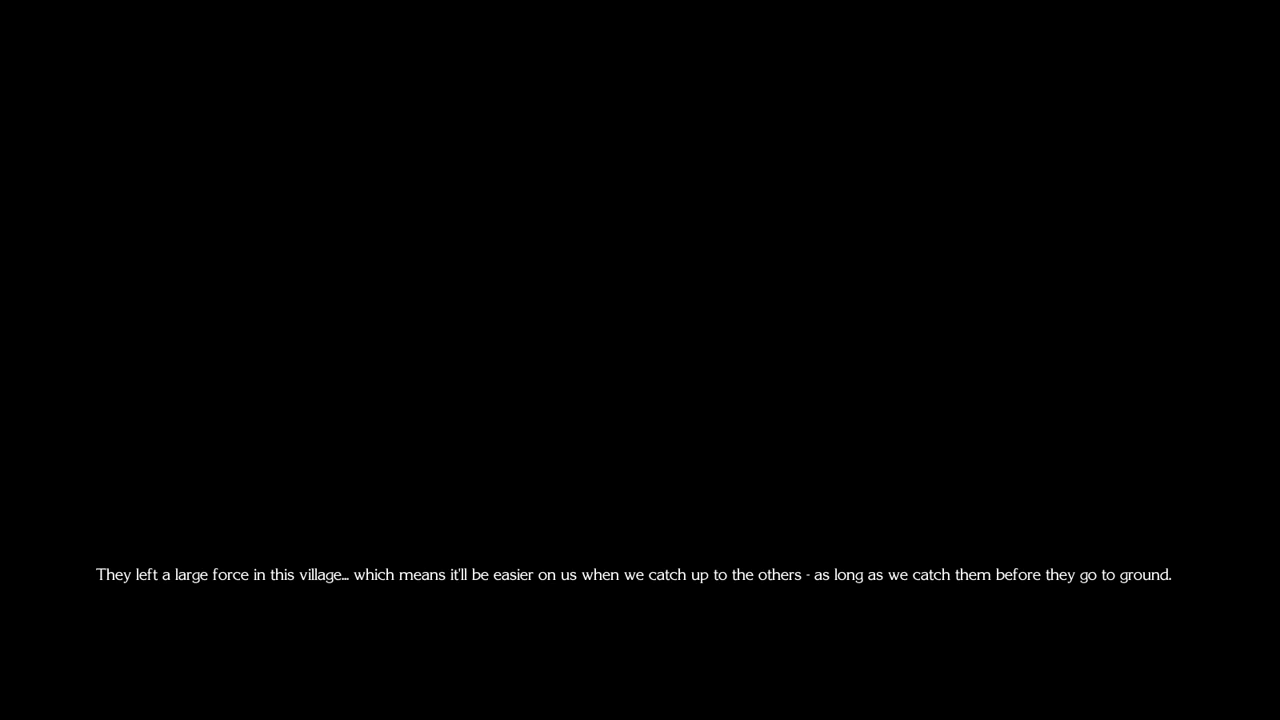 They left a large force in this village... which means it'll be easier on us when we catch up to the others - as long as we catch them before they go to ground.